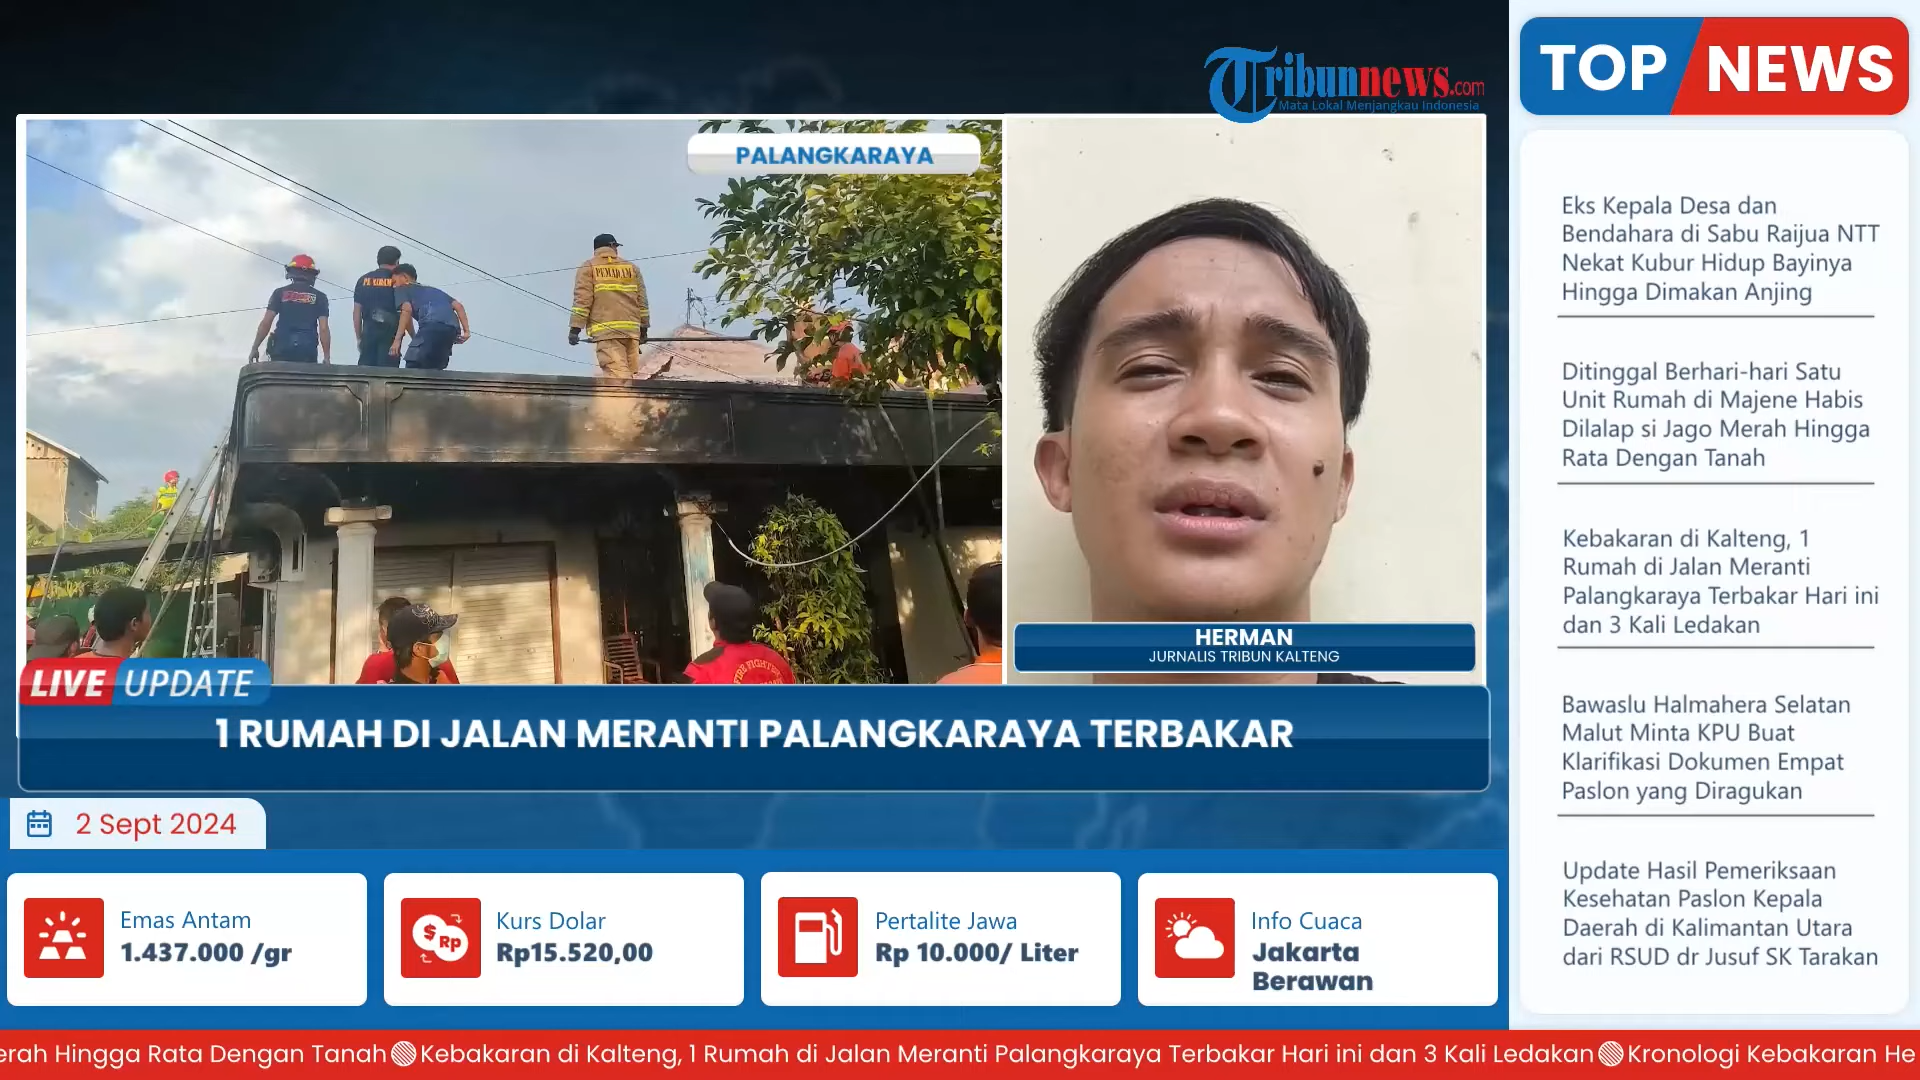 Tribunnews.com
Mata Lokal Menjangkau Indonesia
PALANGKARAYA
PEMADAM
HERMAN
JURNALIS TRIBUN KALTENG
LIVE UPDATE
1 RUMAH DI JALAN MERANTI PALANGKARAYA TERBAKAR
2 Sept 2024
Emas Antam
1.437.000 /gr
Kurs Dolar
Rp15.520,00
Pertalite Jawa
Rp 10.000/ Liter
Info Cuaca
Jakarta
Berawan
TOP NEWS
Eks Kepala Desa dan
Bendahara di Sabu Raijua NTT
Nekat Kubur Hidup Bayinya
Hingga Dimakan Anjing
Ditinggal Berhari-hari Satu
Unit Rumah di Majene Habis
Dilalap si Jago Merah Hingga
Rata Dengan Tanah
Kebakaran di Kalteng, 1
Rumah di Jalan Meranti
Palangkaraya Terbakar Hari ini
dan 3 Kali Ledakan
Bawaslu Halmahera Selatan
Malut Minta KPU Buat
Klarifikasi Dokumen Empat
Paslon yang Diragukan
Update Hasil Pemeriksaan
Kesehatan Paslon Kepala
Daerah di Kalimantan Utara
dari RSUD dr Jusuf SK Tarakan
erah Hingga Rata Dengan Tanah Kebakaran di Kalteng, 1 Rumah di Jalan Meranti Palangkaraya Terbakar Hari ini dan 3 Kali Ledakan Kronologi Kebakaran He